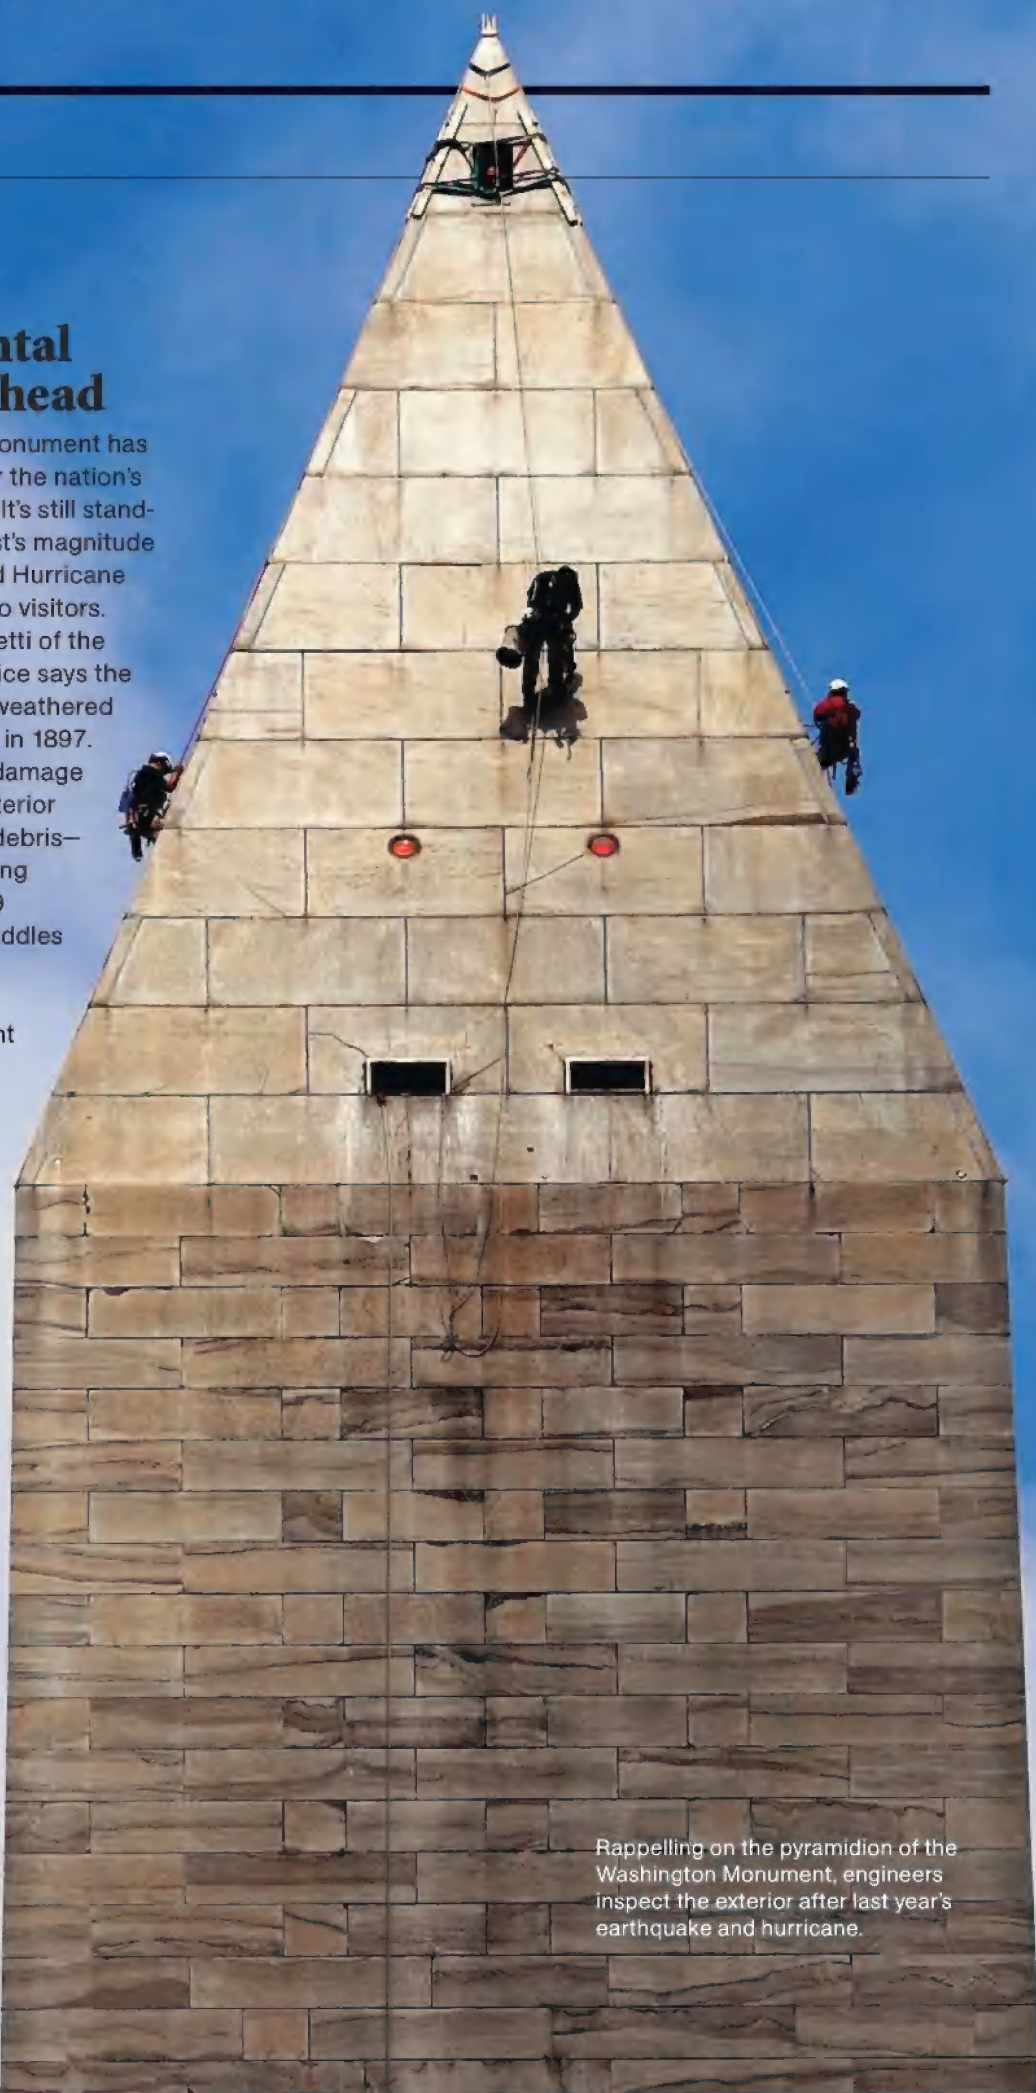 ntal
head
onument has
r the nation's
It's still stand-
st's magnitude
d Hurricane
o visitors.
etti of the
ice says the
weathered
in 1897.
damage
terior
debris—
ng
9
ddles
nt
Rappelling on the pyramidion of the
Washington Monument, engineers
inspect the exterior after last year's
earthquake and hurricane.